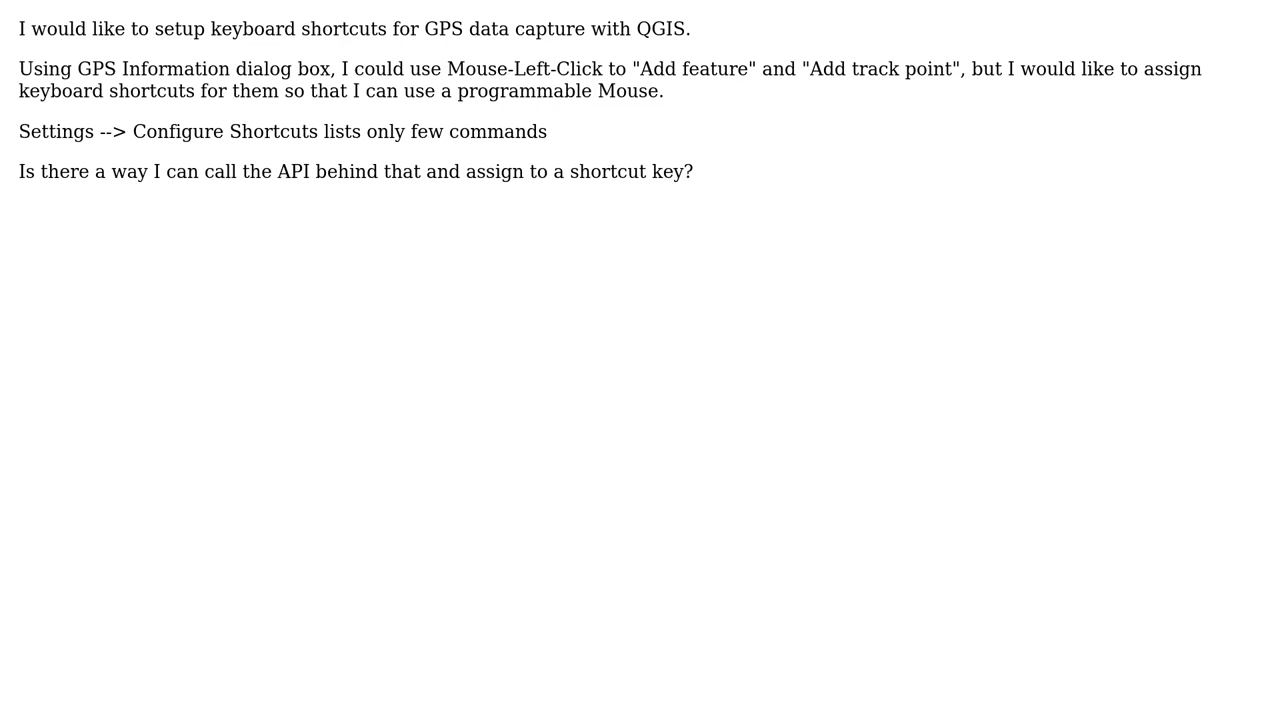 I would like to setup keyboard shortcuts for GPS data capture with QGIS.
Using GPS Information dialog box, I could use Mouse-Left-Click to "Add feature" and "Add track point", but I would like to assign
keyboard shortcuts for them so that I can use a programmable Mouse.
Settings --> Configure Shortcuts lists only few commands
Is there a way I can call the API behind that and assign to a shortcut key?